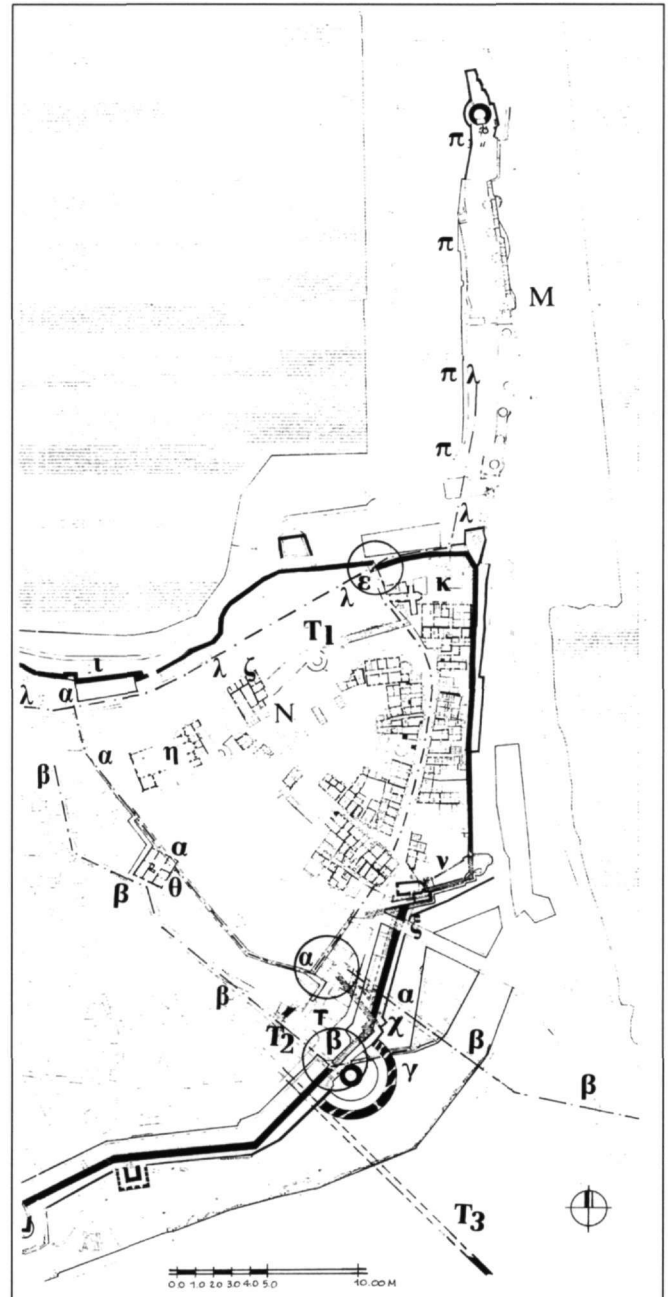 π
π
M
π λ
π
λ
ε κ
λ
T1
ι λ ζ
λ α N
α η
β
α
β θ ν
ξ
α
β α
T2 T χ
β β
γ β
T3
0.0 1.0 2.0 3.0 4.0 5.0 10.00 M